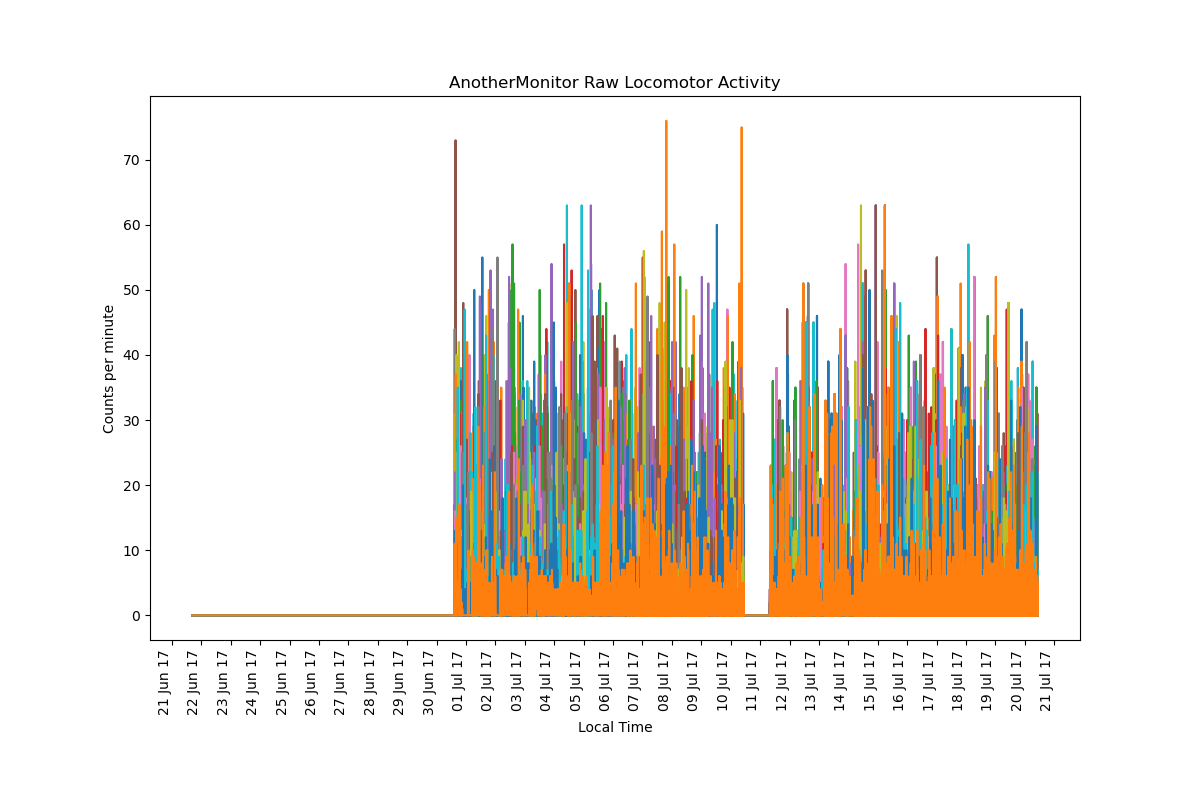 AnotherMonitor Raw Locomotor Activity
Counts per minute
70
60
50
40
30
20
10
0
21 Jun 17
22 Jun 17
23 Jun 17
24 Jun 17
25 Jun 17
26 Jun 17
27 Jun 17
28 Jun 17
29 Jun 17
30 Jun 17
01 Jul 17
02 Jul 17
03 Jul 17
04 Jul 17
05 Jul 17
06 Jul 17
07 Jul 17
08 Jul 17
09 Jul 17
10 Jul 17
11 Jul 17
12 Jul 17
13 Jul 17
14 Jul 17
15 Jul 17
16 Jul 17
17 Jul 17
18 Jul 17
19 Jul 17
20 Jul 17
21 Jul 17
Local Time